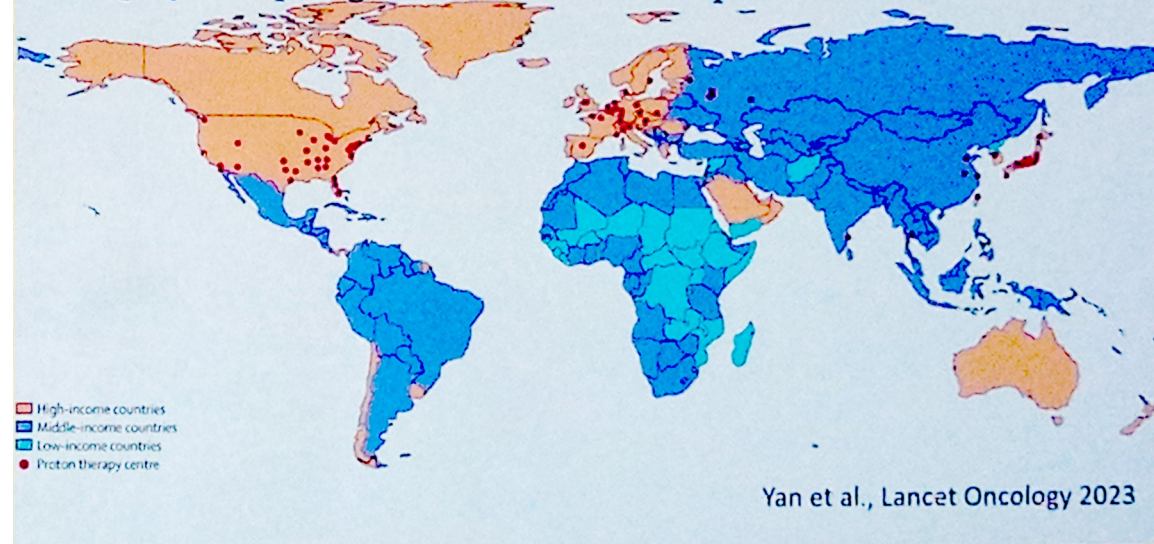 High-income countries
Middle-income countries
Low-income countries
Proton therapy centre
Yan et al., Lancet Oncology 2023